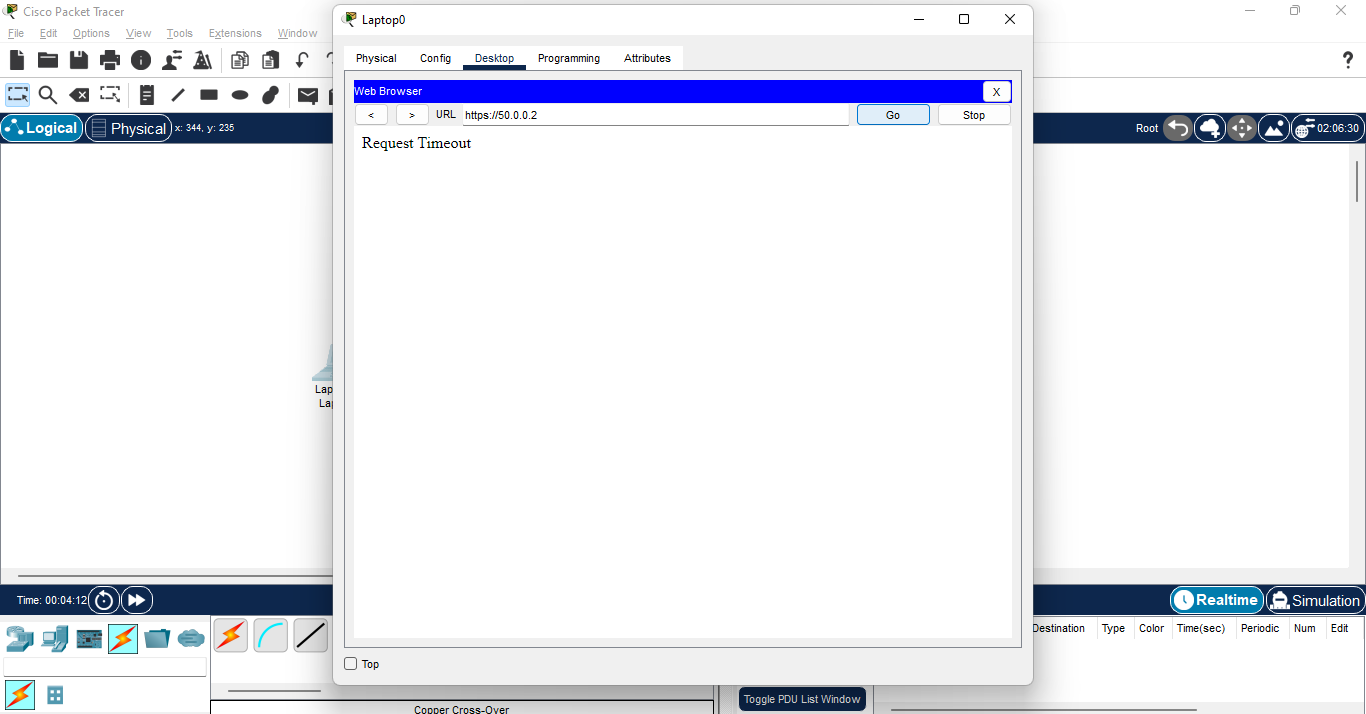 Cisco Packet Tracer
File Edit Options View Tools Extensions Window
Logical Physical x: 344, y: 235
Lap
La
Time: 00:04:12
Laptop0
Physical Config Desktop Programming Attributes
Web Browser X
< > URL https://50.0.0.2 Go Stop
Request Timeout
Top
?
Root 02:06:30
Realtime Simulation
Destination Type Color Time(sec) Periodic Num Edit
Toggle PDU List Window
Copper Cross-Over